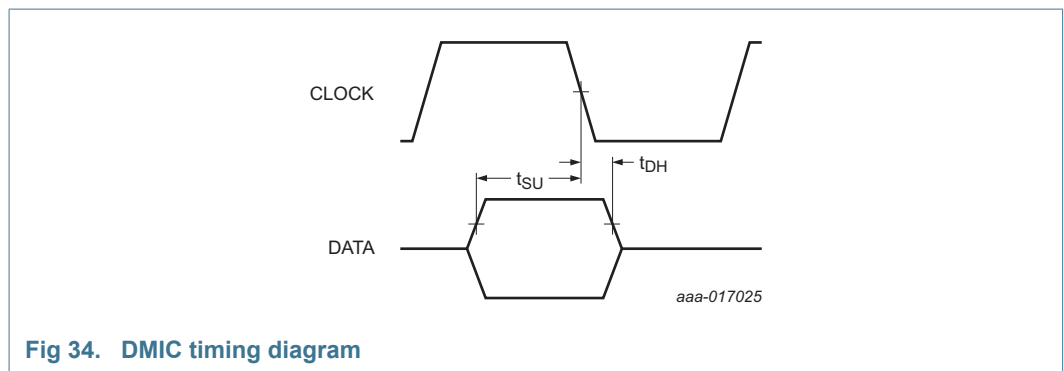 CLOCK
tSU
tDH
DATA
aaa-017025
Fig 34. DMIC timing diagram